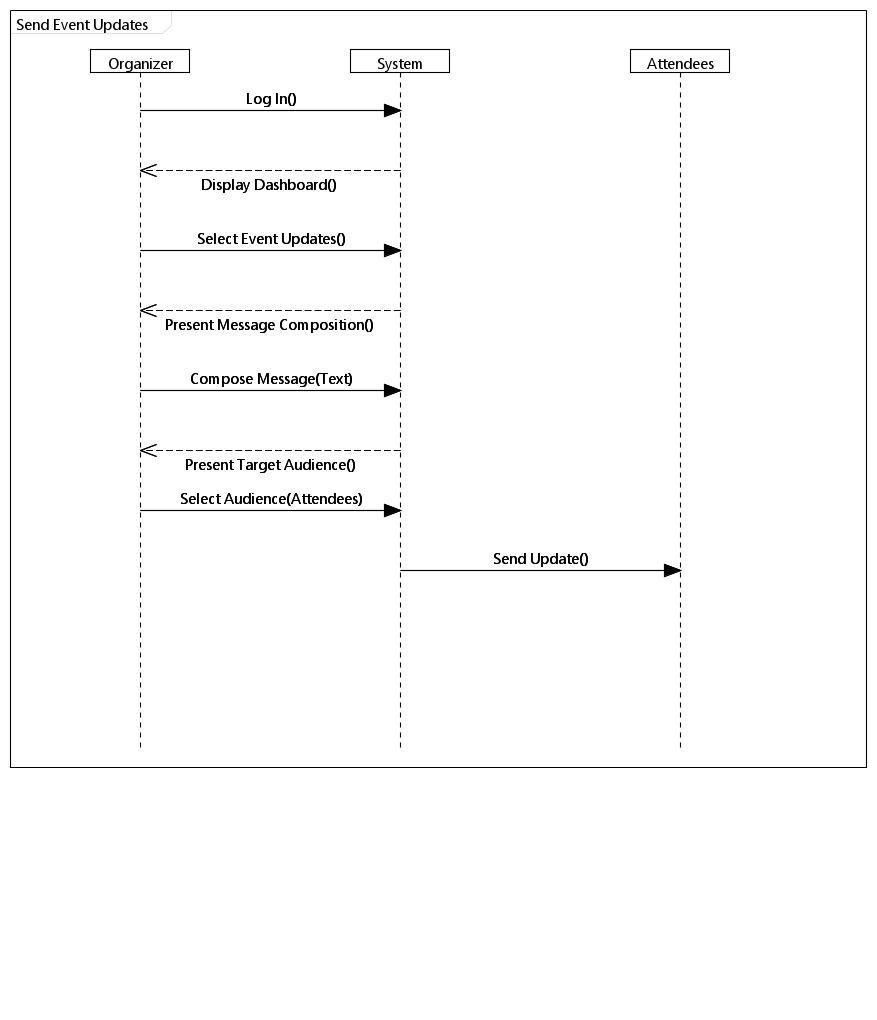 Send Event Updates
Organizer
System
Attendees
Log In()
Display Dashboard()
Select Event Updates()
Present Message Composition()
Compose Message(Text)
Present Target Audience()
Select Audience(Attendees)
Send Update()